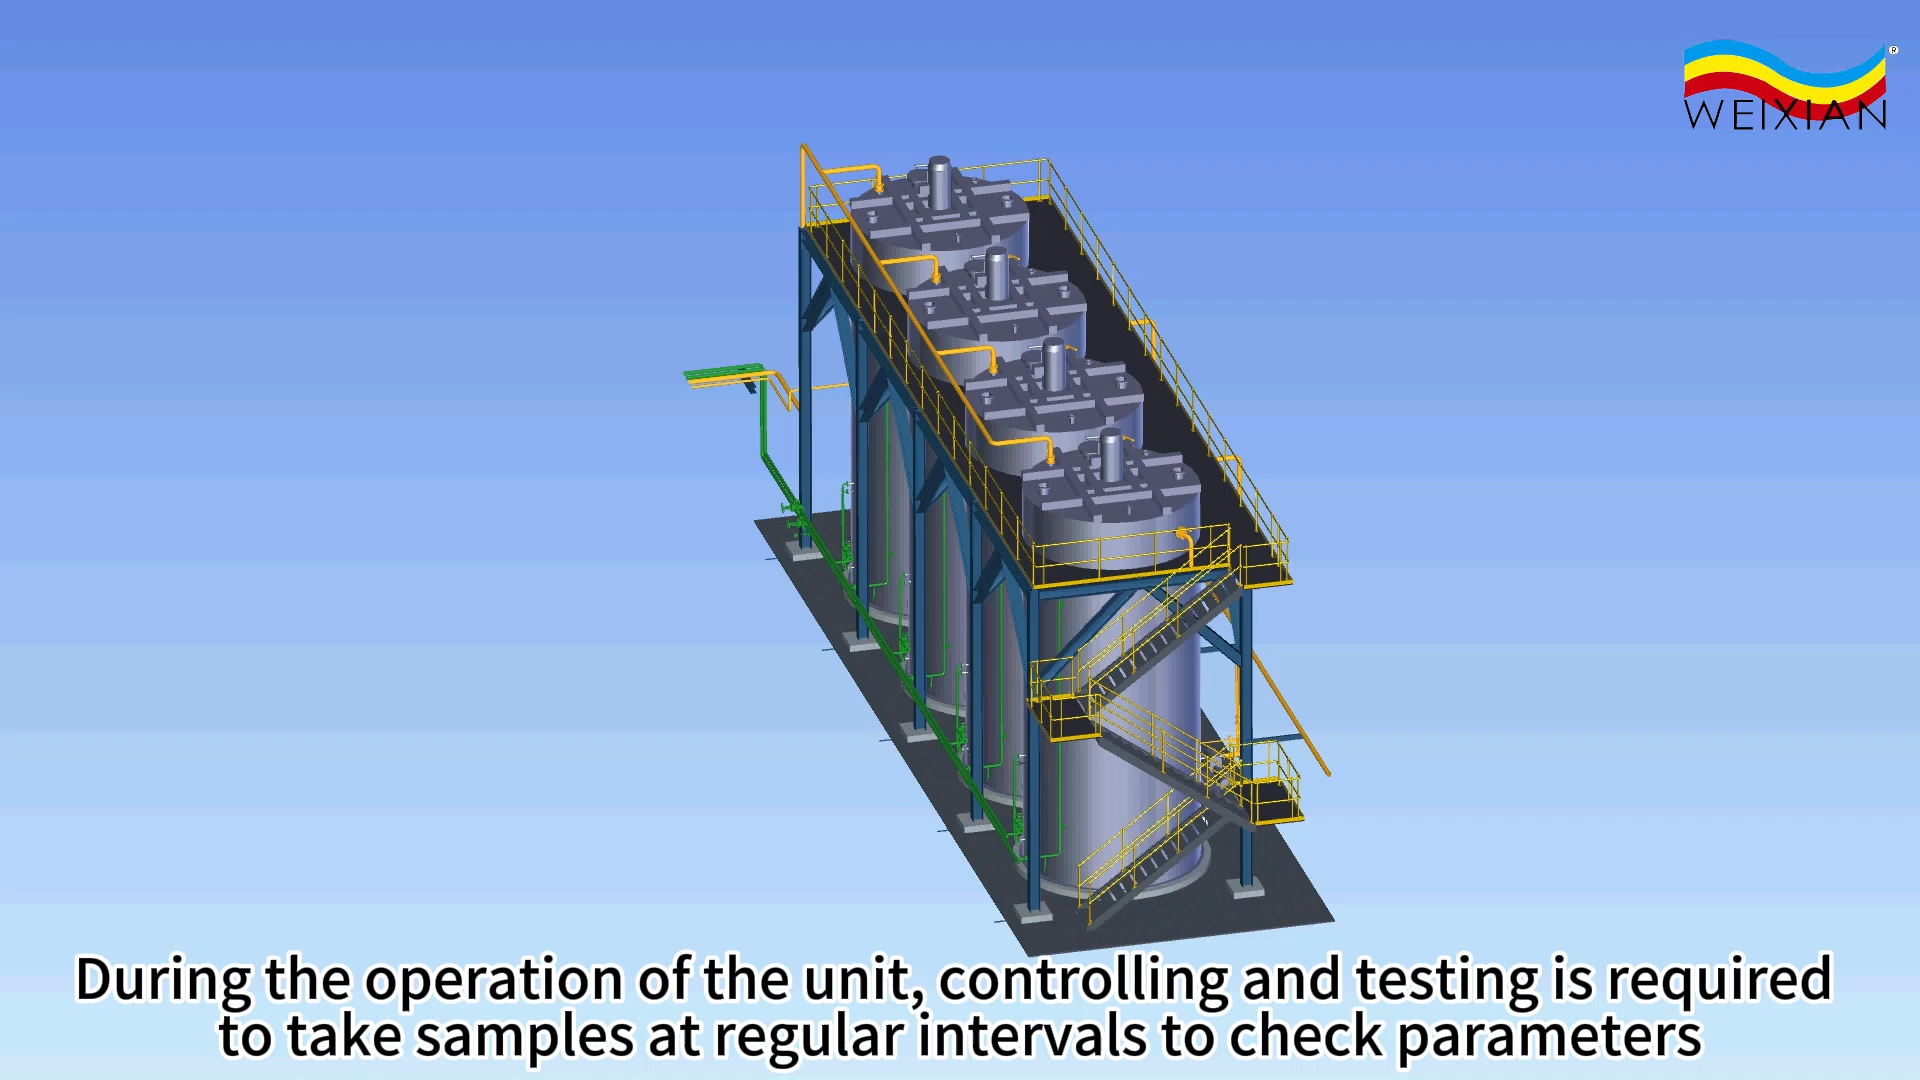 ®
WEIXIAN
During the operation of the unit, controlling and testing is required
to take samples at regular intervals to check parameters